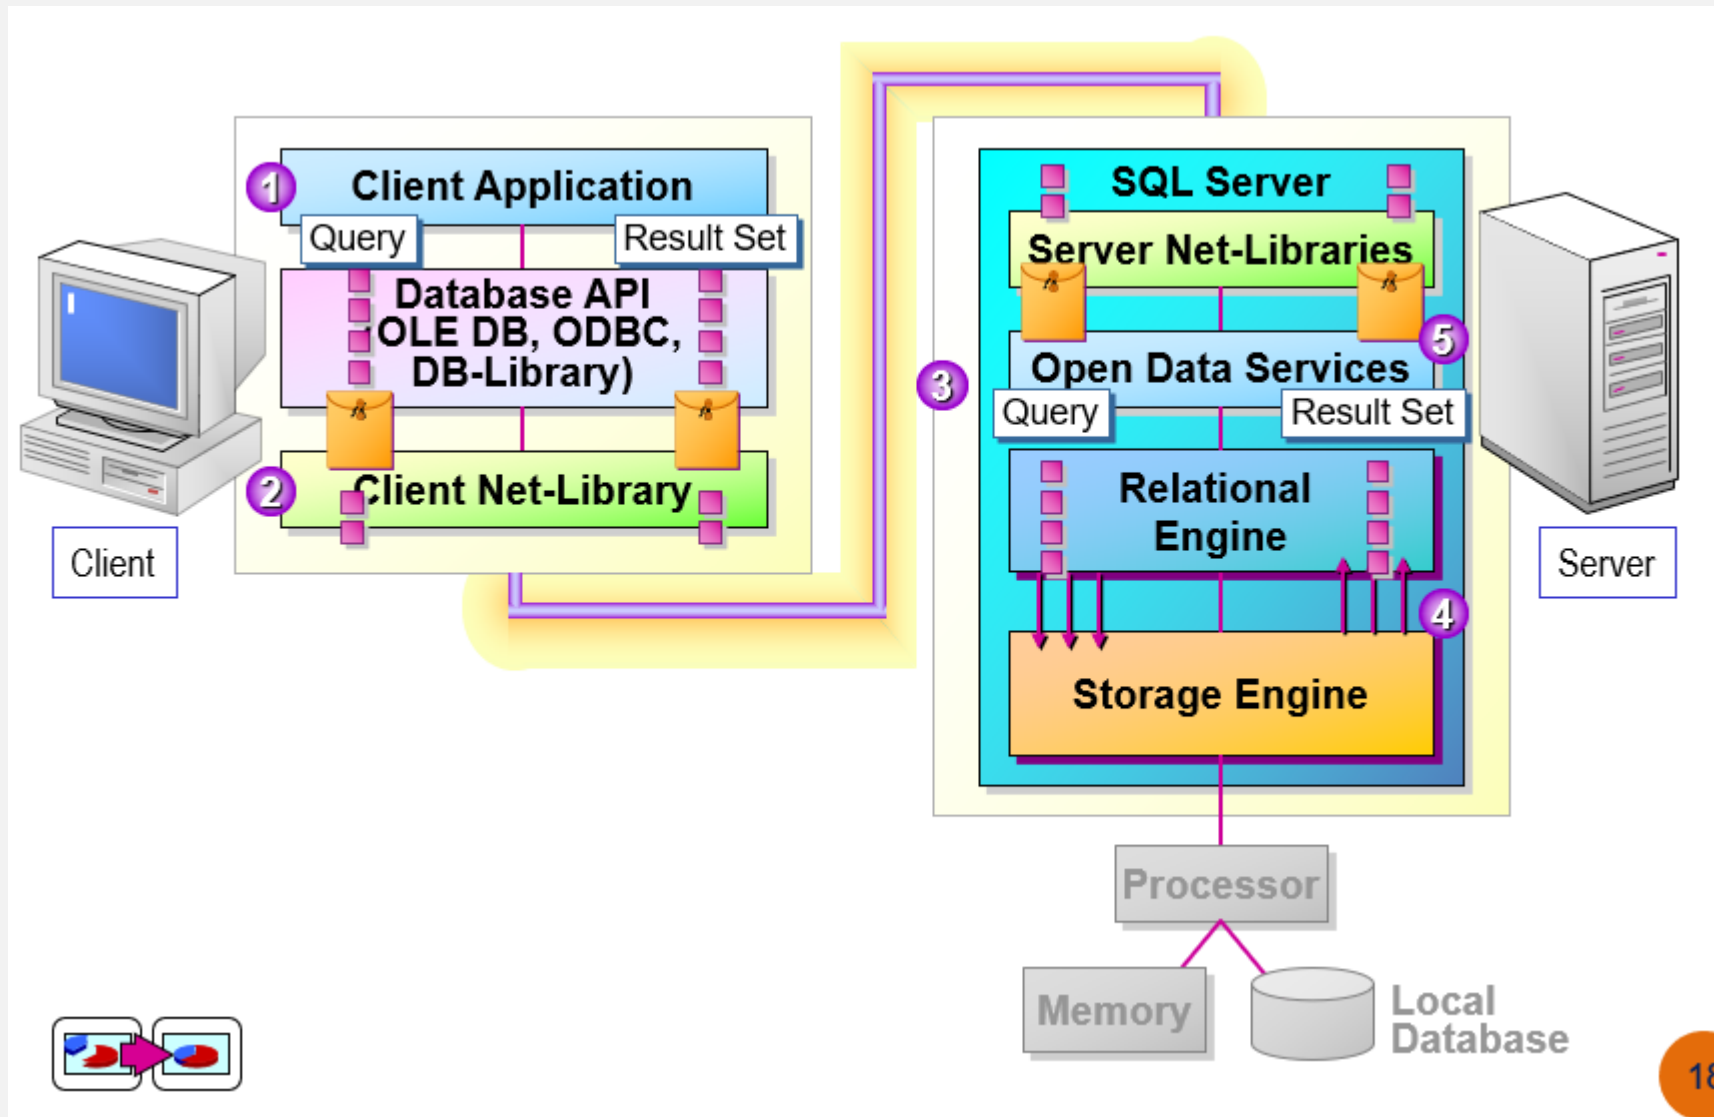 1
Client Application
Query
Result Set
Database API
(OLE DB, ODBC,
DB-Library)
2
Client Net-Library
Client
SQL Server
Server Net-Libraries
3
Open Data Services
5
Query
Result Set
Relational
Engine
4
Storage Engine
Server
Processor
Memory
Local
Database